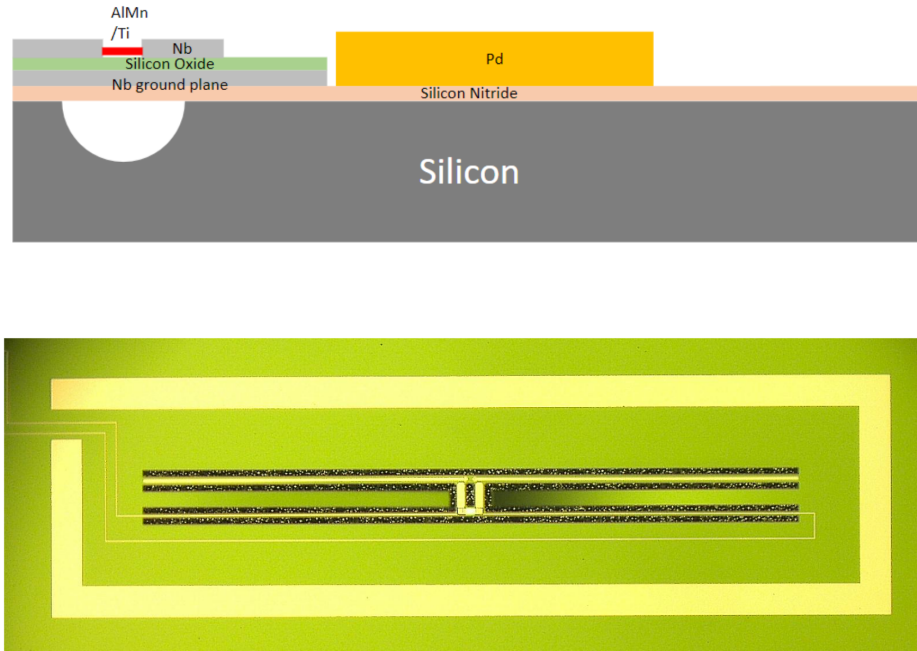 AlMn
/Ti
Nb
Silicon Oxide
Nb ground plane
Pd
Silicon Nitride
Silicon